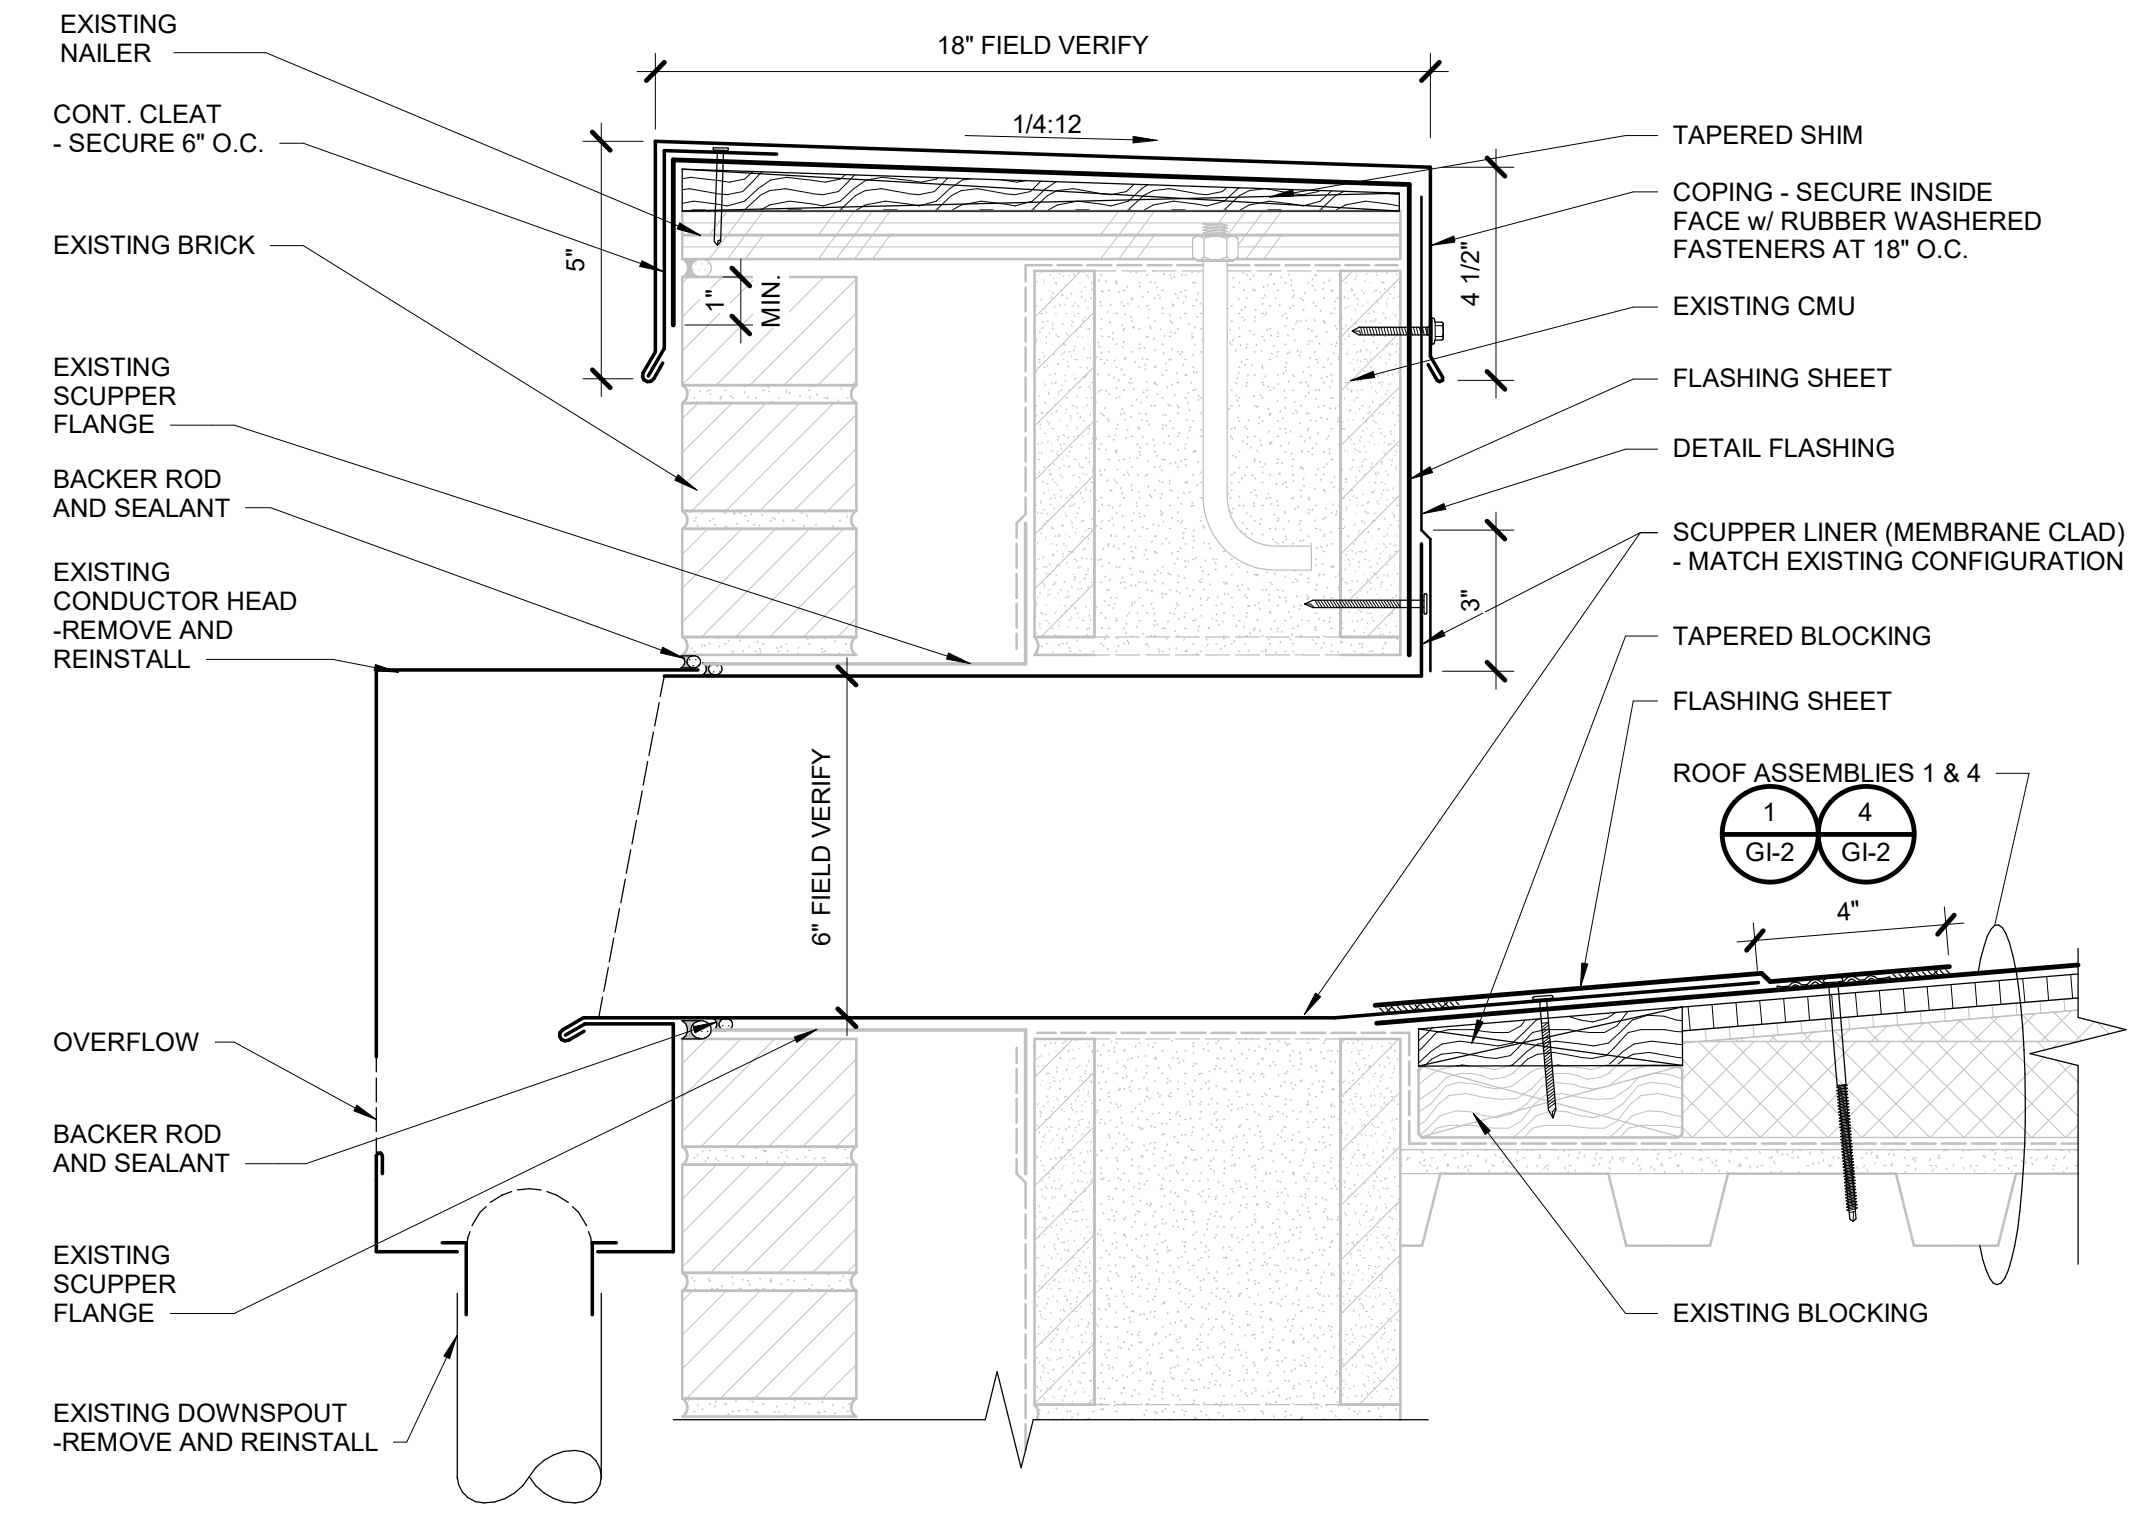 EXISTING
NAILER
CONT. CLEAT
- SECURE 6" O.C.
EXISTING BRICK
EXISTING
SCUPPER
FLANGE
BACKER ROD
AND SEALANT
EXISTING
CONDUCTOR HEAD
-REMOVE AND
REINSTALL
OVERFLOW
BACKER ROD
AND SEALANT
EXISTING
SCUPPER
FLANGE
EXISTING DOWNSPOUT
-REMOVE AND REINSTALL
18" FIELD VERIFY
1/4:12
5"
1"
MIN.
4 1/2"
3"
6" FIELD VERIFY
TAPERED SHIM
COPING - SECURE INSIDE
FACE w/ RUBBER WASHERED
FASTENERS AT 18" O.C.
EXISTING CMU
FLASHING SHEET
DETAIL FLASHING
SCUPPER LINER (MEMBRANE CLAD)
- MATCH EXISTING CONFIGURATION
TAPERED BLOCKING
FLASHING SHEET
ROOF ASSEMBLIES 1 & 4
1 4
GI-2 GI-2
4"
EXISTING BLOCKING